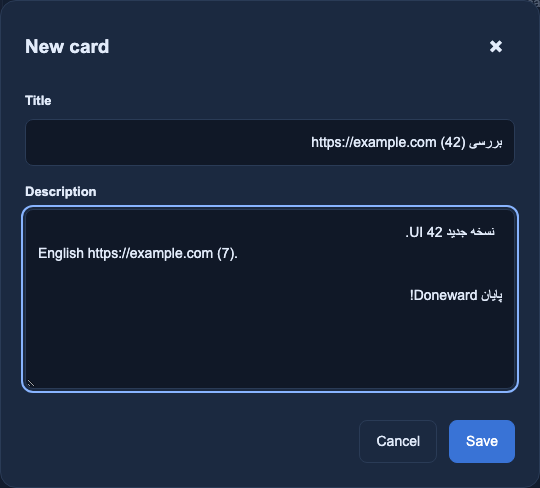 New card
✖
Title
بررسی (42) https://example.com
Description
نسخه جدید UI 42.
English https://example.com (7).
پایان Doneward!
Cancel
Save